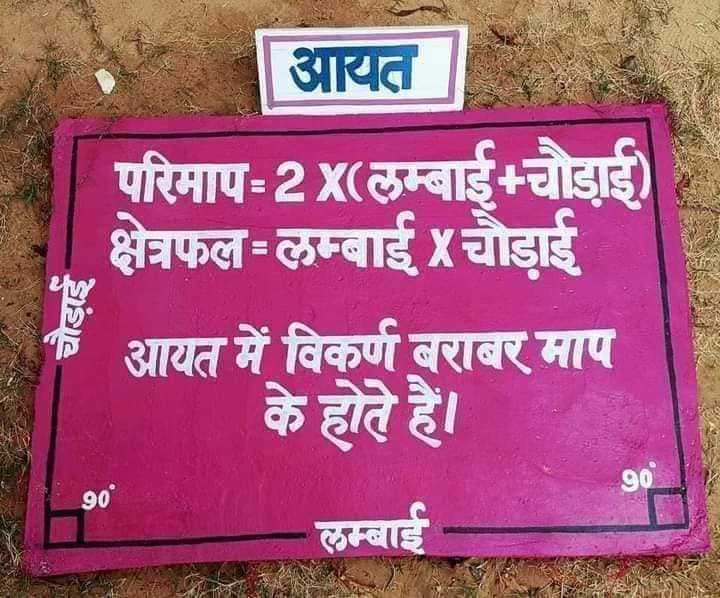 आयत
परिमाप=2 X(लम्बाई+चौड़ाई)
क्षेत्रफल=लम्बाई X चौड़ाई
चौड़ाई
आयत में विकर्ण बराबर माप
के होते हैं।
90°
90°
लम्बाई